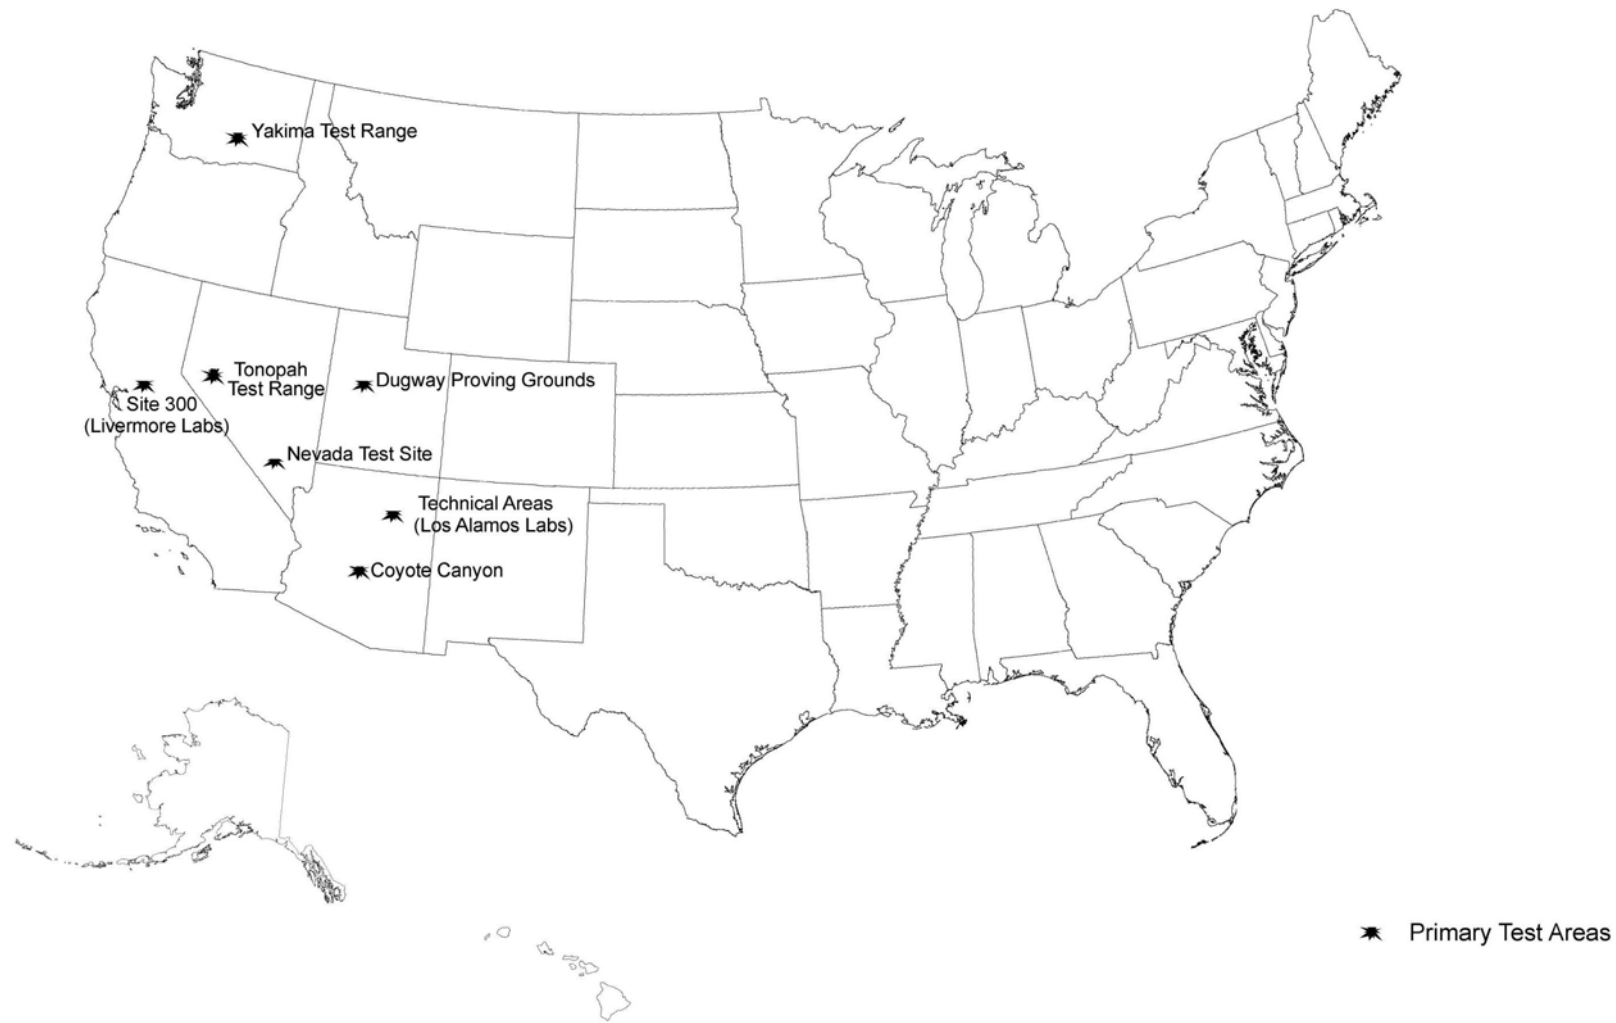 Yakima Test Range
Tonopah
Test Range
Dugway Proving Grounds
Site 300
(Livermore Labs)
Nevada Test Site
Technical Areas
(Los Alamos Labs)
Coyote Canyon
Primary Test Areas